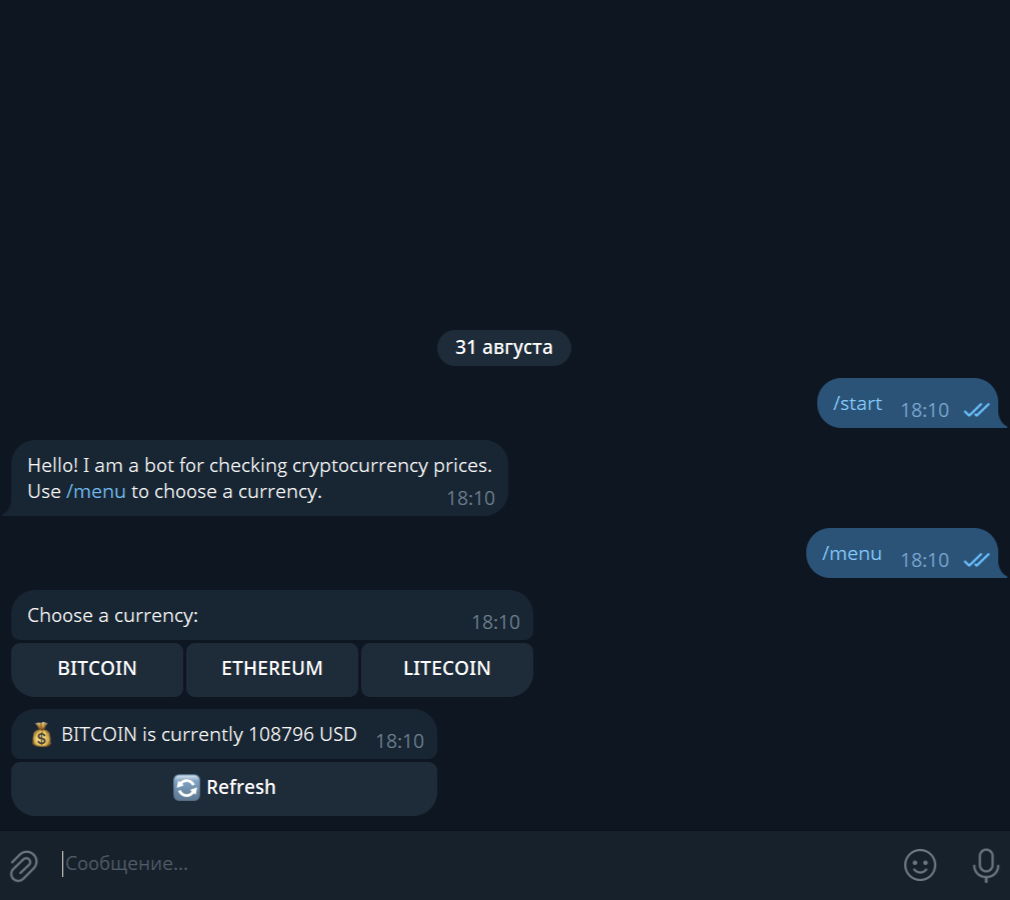 31 августа
/start 18:10
Hello! I am a bot for checking cryptocurrency prices.
Use /menu to choose a currency. 18:10
/menu 18:10
Choose a currency: 18:10
BITCOIN ETHEREUM LITECOIN
BITCOIN is currently 108796 USD 18:10
Refresh
Сообщение...